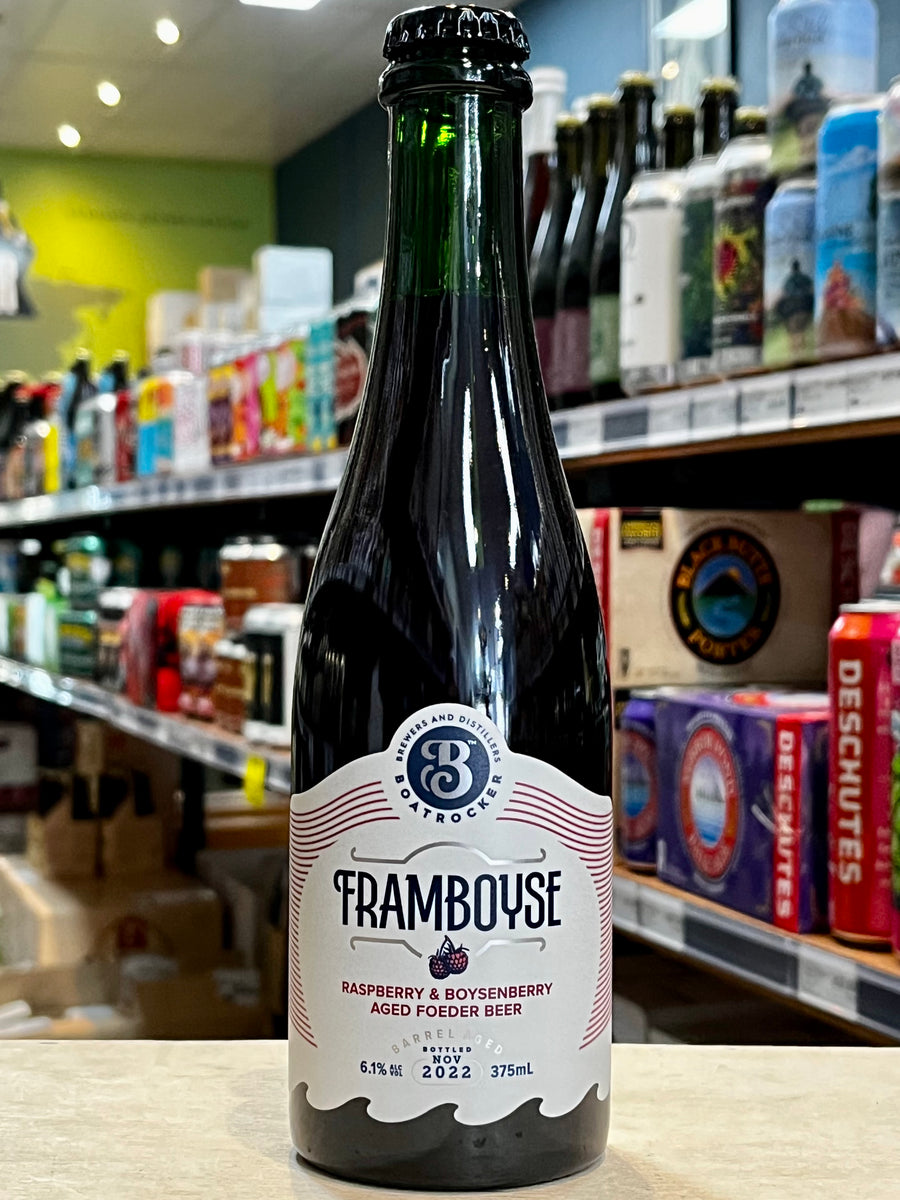 BREWERS AND DISTILLERS
B™
BOATROCKER
FRAMBOYSE
RASPBERRY & BOYSENBERRY
AGED FOEDER BEER
BARREL AGED
BOTTLED
NOV
6.1% ALC VOL 2022 375mL
BLACK BUTTE
PORTER
DESCHUTES
DESCHUTES